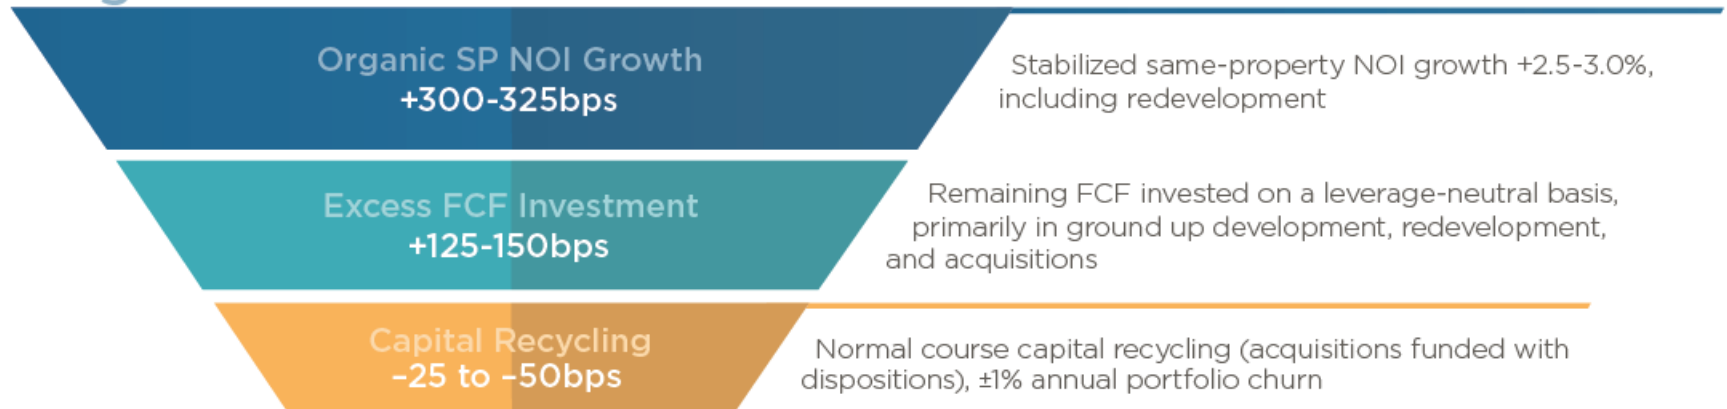 Organic SP NOI Growth
+300-325bps
Stabilized same-property NOI growth +2.5-3.0%,
including redevelopment
Excess FCF Investment
+125-150bps
Remaining FCF invested on a leverage-neutral basis,
primarily in ground up development, redevelopment,
and acquisitions
Capital Recycling
–25 to –50bps
Normal course capital recycling (acquisitions funded with
dispositions), ±1% annual portfolio churn